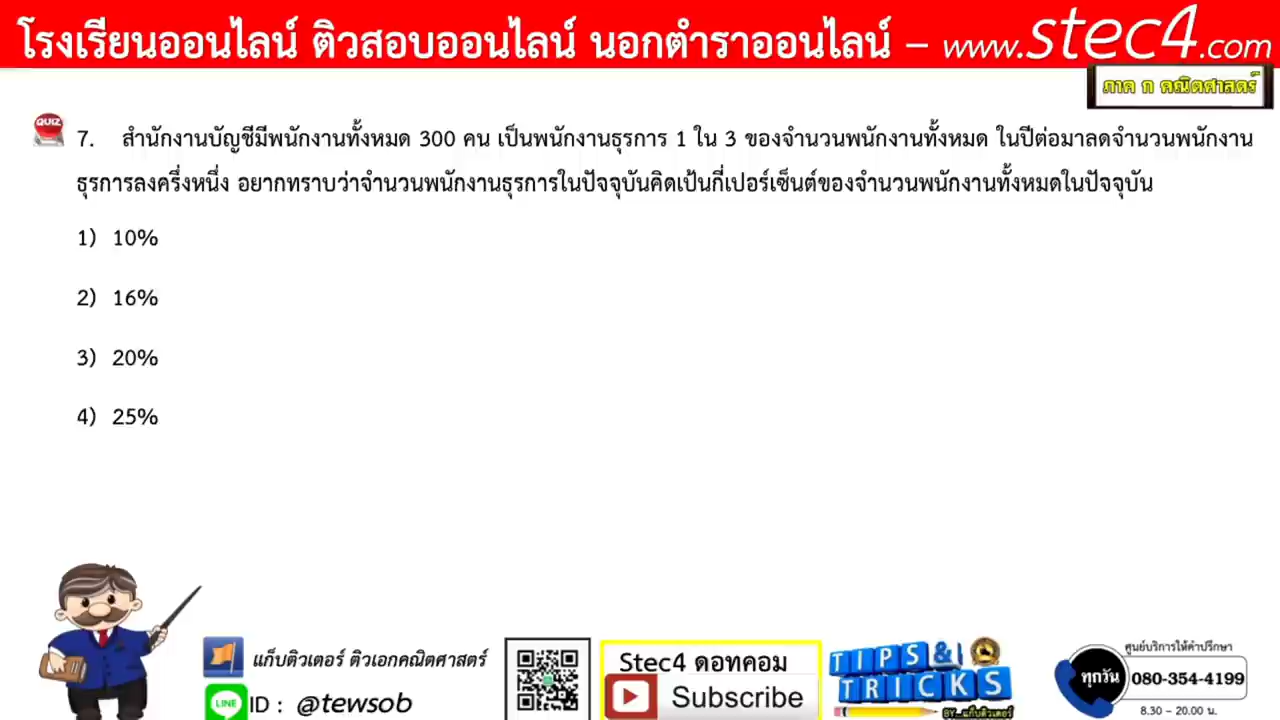 โรงเรียนออนไลน์ ติวสอบออนไลน์ นอกตำราออนไลน์ – www.stec4.com
ภาค ก คณิตศาสตร์
QUIZ
7. สำนักงานบัญชีมีพนักงานทั้งหมด 300 คน เป็นพนักงานธุรการ 1 ใน 3 ของจำนวนพนักงานทั้งหมด ในปีต่อมาลดจำนวนพนักงาน
ธุรการลงครึ่งหนึ่ง อยากทราบว่าจำนวนพนักงานธุรการในปัจจุบันคิดเป้นกี่เปอร์เซ็นต์ของจำนวนพนักงานทั้งหมดในปัจจุบัน
1) 10%
2) 16%
3) 20%
4) 25%
แก็บติวเตอร์ ติวเอกคณิตศาสตร์
LINE ID : @tewsob
Stec4 ดอทคอม
Subscribe
TIPS &
TRICKS
BY...แก็บติวเตอร์
ศูนย์บริการให้คำปรึกษา
ทุกวัน 080-354-4199
8.30 – 20.00 น.